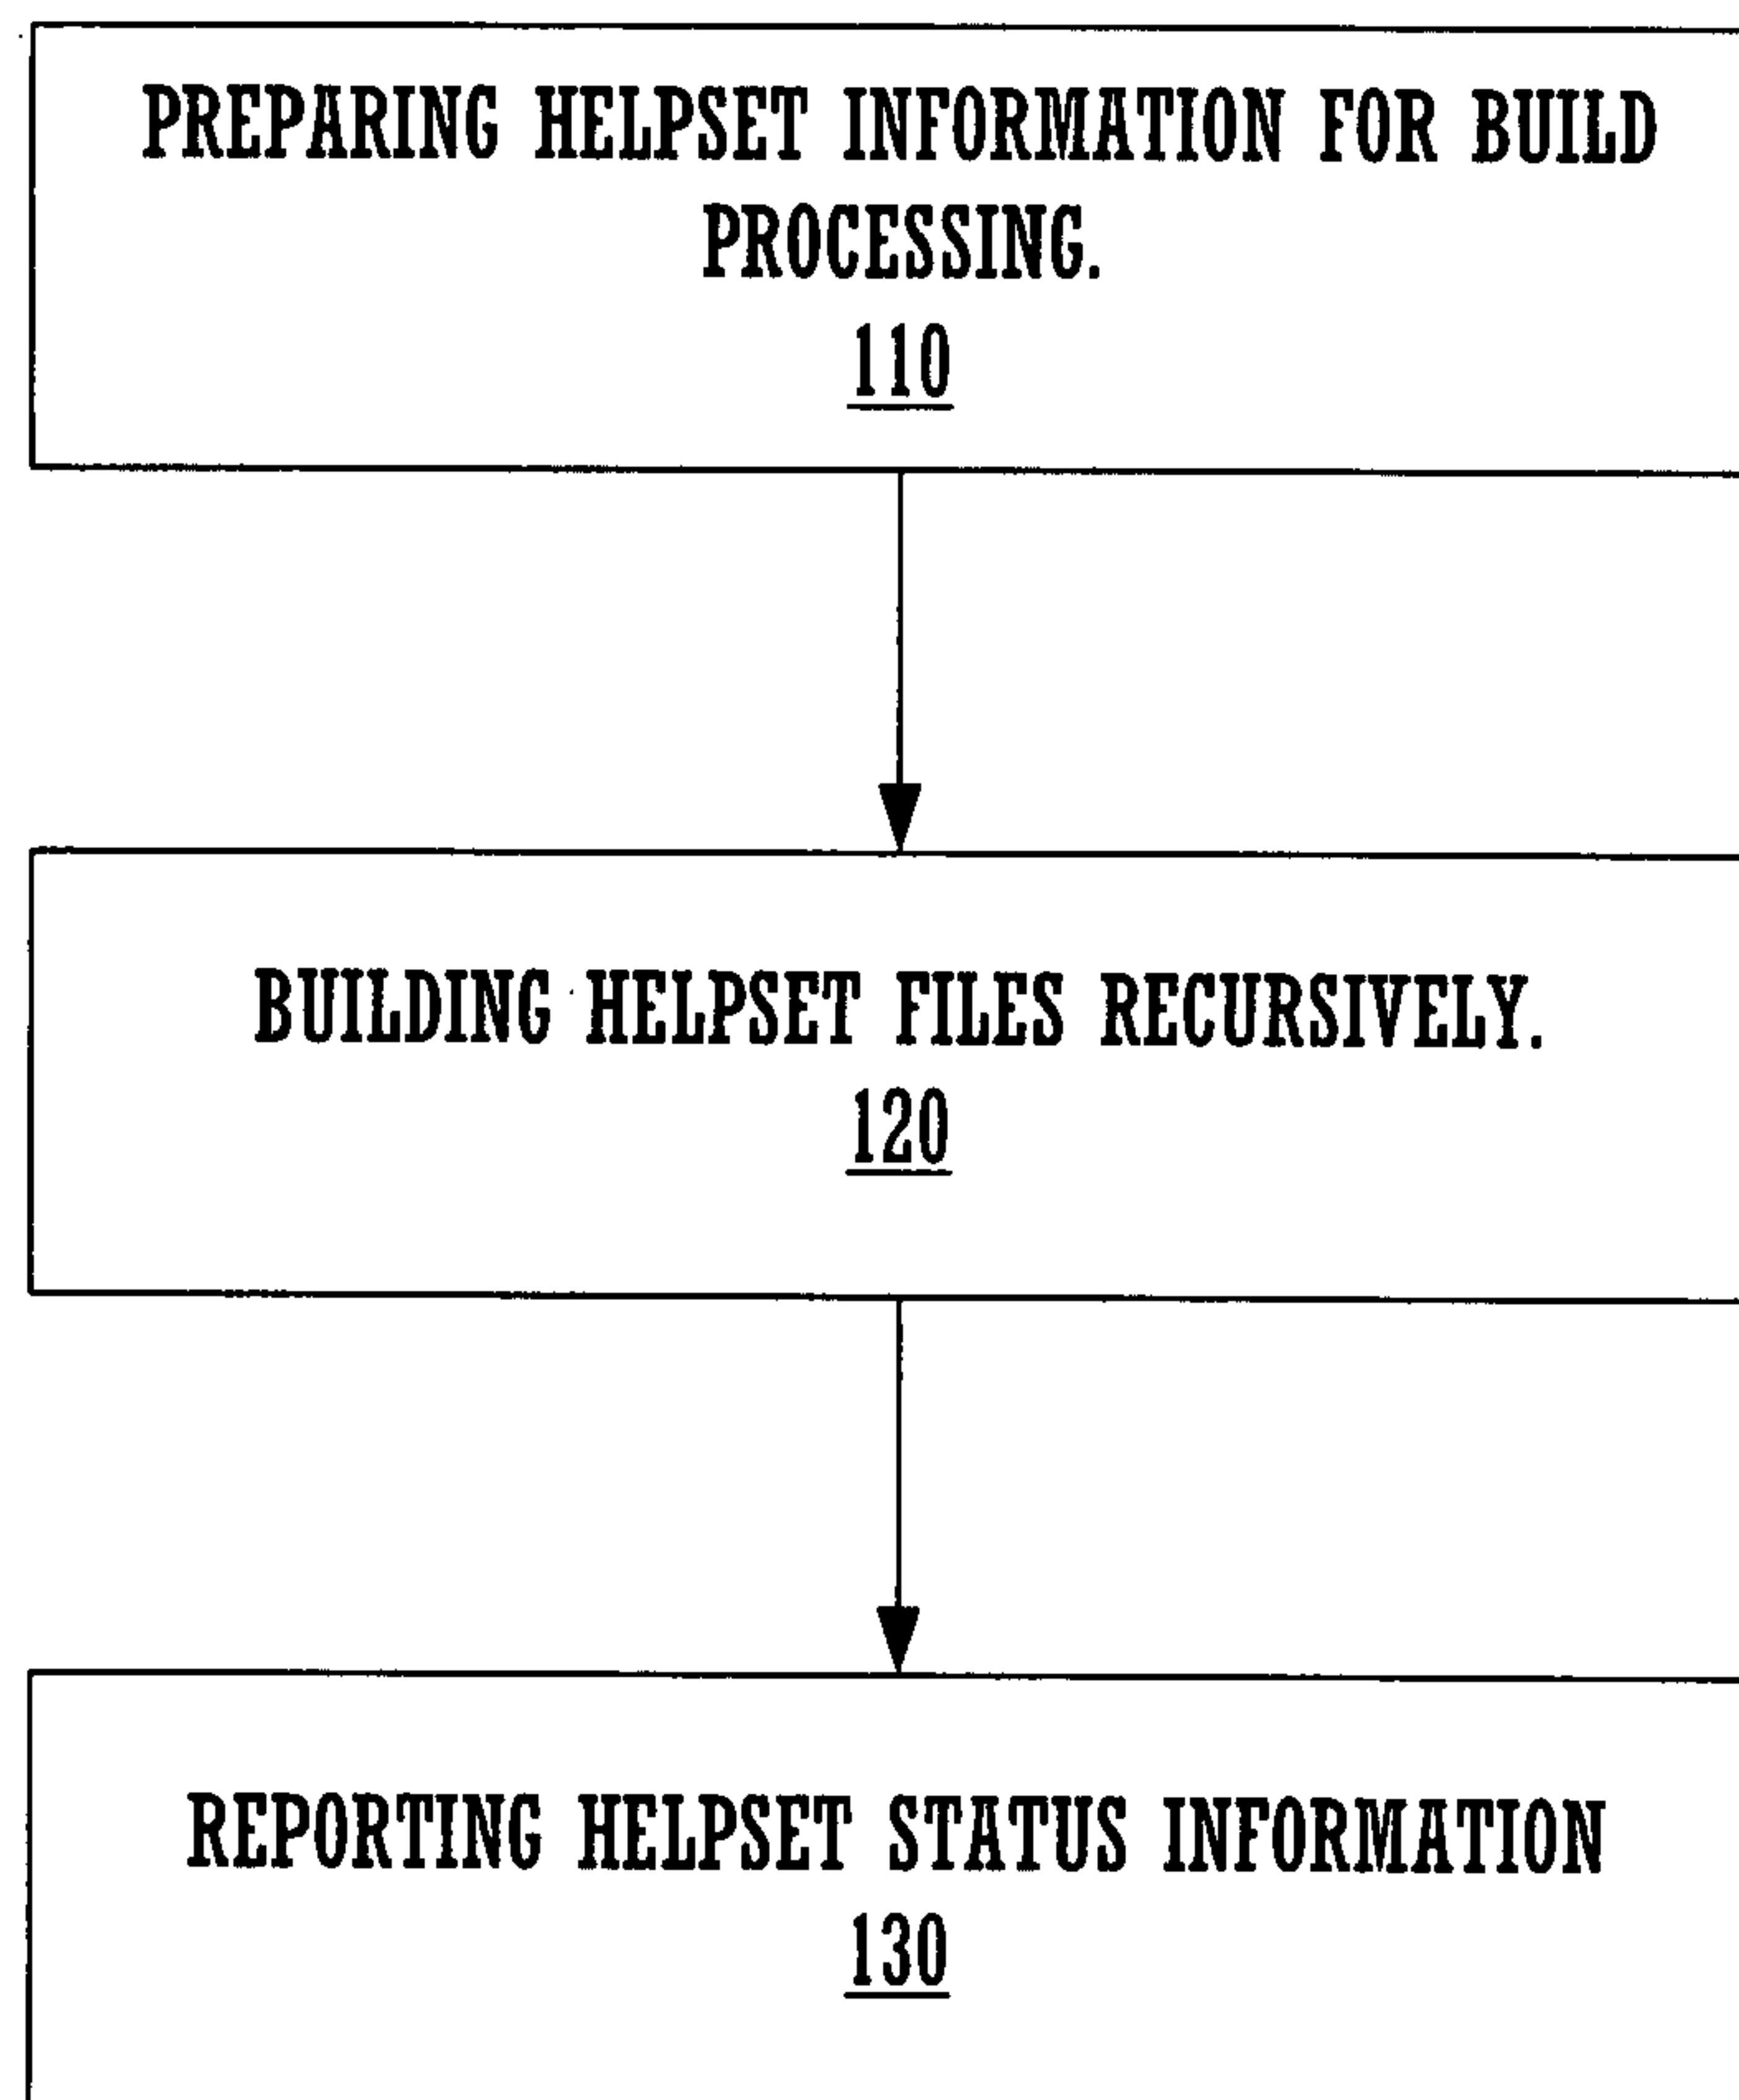 PREPARING HELPSET INFORMATION FOR BUILD
PROCESSING.
110
BUILDING HELPSET FILES RECURSIVELY.
120
REPORTING HELPSET STATUS INFORMATION
130